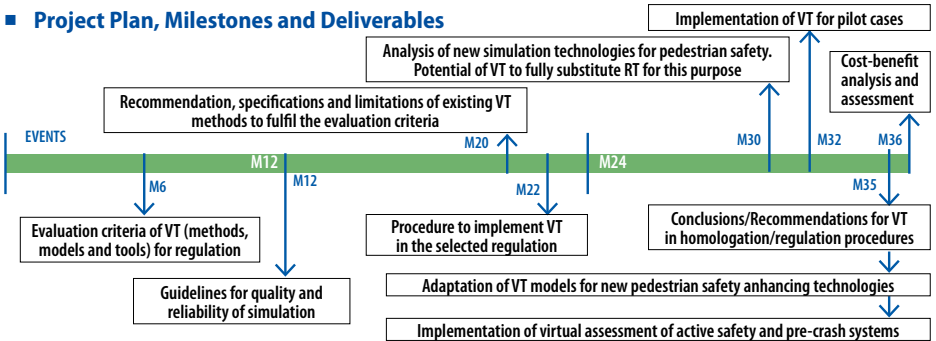 Project Plan, Milestones and Deliverables
Implementation of VT for pilot cases
Analysis of new simulation technologies for pedestrian safety.
Potential of VT to fully substitute RT for this purpose
Cost-benefit
analysis and
assessment
Recommendation, specifications and limitations of existing VT
methods to fulfil the evaluation criteria
EVENTS
M20
M30
M32
M36
M12
M24
M6
M12
M22
M35
Evaluation criteria of VT (methods,
models and tools) for regulation
Procedure to implement VT
in the selected regulation
Conclusions/Recommendations for VT
in homologation/regulation procedures
Guidelines for quality and
reliability of simulation
Adaptation of VT models for new pedestrian safety enhancing technologies
Implementation of virtual assessment of active safety and pre-crash systems